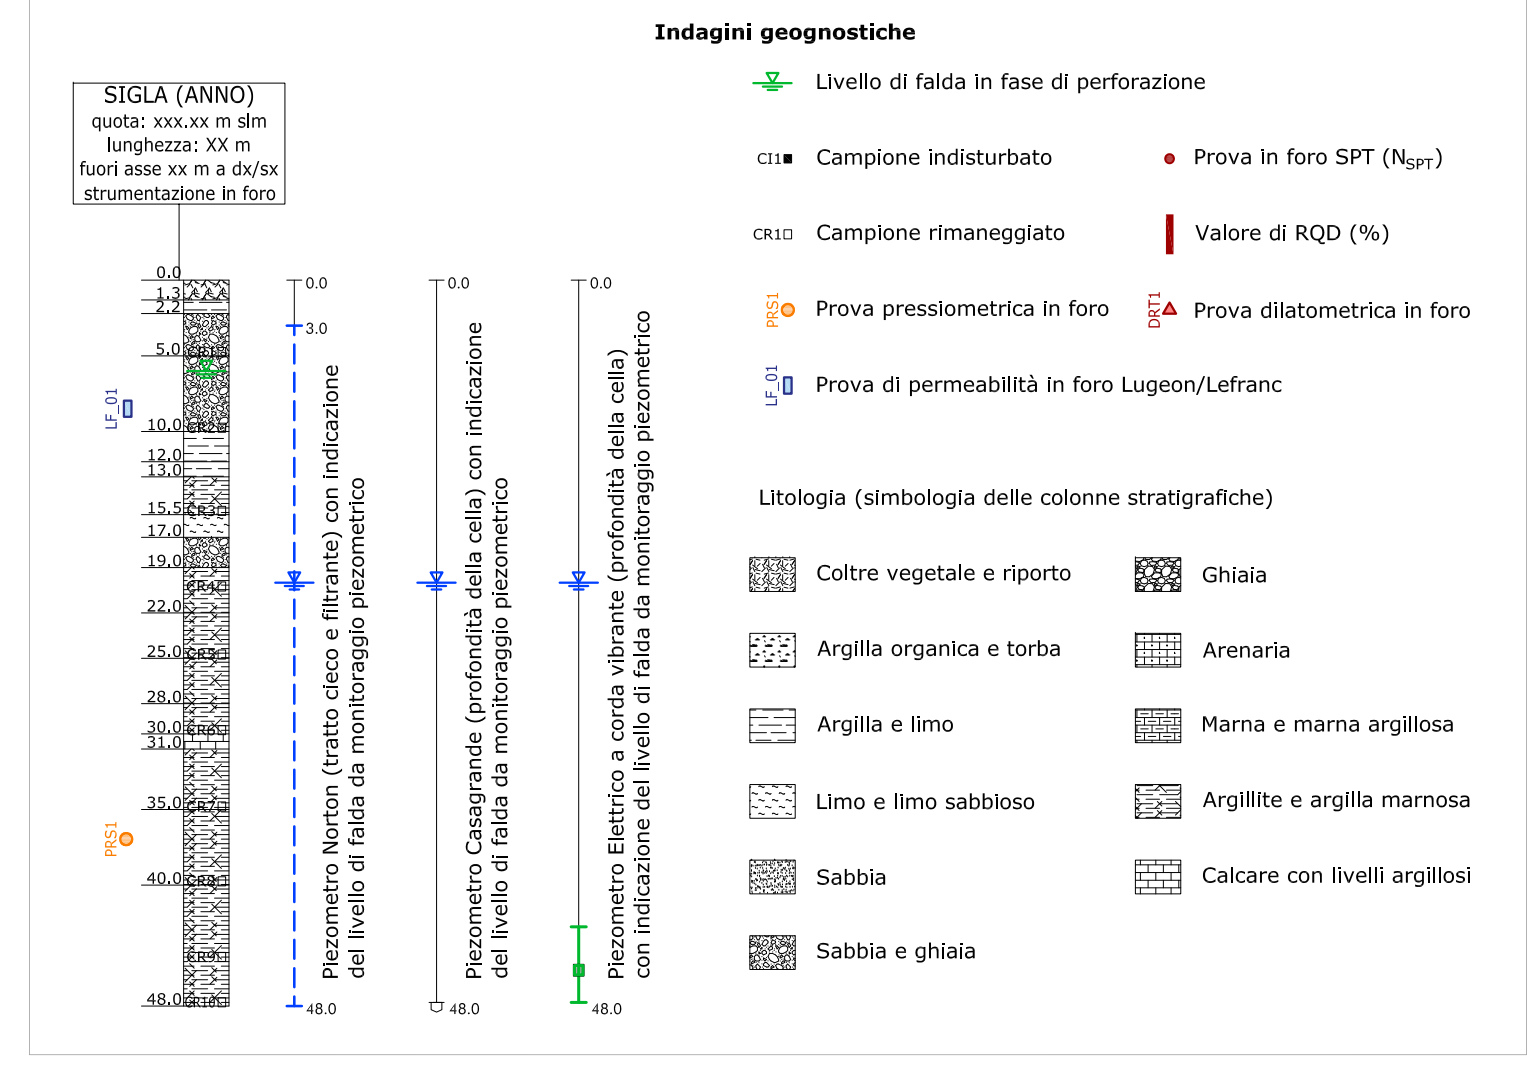 Indagini geognostiche
SIGLA (ANNO)
quota: xxx.xx m slm
lunghezza: XX m
fuori asse xx m a dx/sx
strumentazione in foro
0.0
1.3
2.2
5.0
10.0
12.0
13.0
15.5
17.0
19.0
22.0
25.0
28.0
30.0
31.0
35.0
40.0
48.0
CR1
CR2
CR3
CR4
CR5
CR6
CR7
CR8
CR9
CR10
LF_01
PRS1
0.0
3.0
48.0
Piezometro Norton (tratto cieco e filtrante) con indicazione
del livello di falda da monitoraggio piezometrico
0.0
48.0
Piezometro Casagrande (profondità della cella) con indicazione
del livello di falda da monitoraggio piezometrico
0.0
48.0
Piezometro Elettrico a corda vibrante (profondità della cella)
con indicazione del livello di falda da monitoraggio piezometrico
Livello di falda in fase di perforazione
CI1 Campione indisturbato
Prova in foro SPT (NSPT)
CR1 Campione rimaneggiato
Valore di RQD (%)
PRS1 Prova pressiometrica in foro
DRT1 Prova dilatometrica in foro
LF_01 Prova di permeabilità in foro Lugeon/Lefranc
Litologia (simbologia delle colonne stratigrafiche)
Coltre vegetale e riporto
Ghiaia
Argilla organica e torba
Arenaria
Argilla e limo
Marna e marna argillosa
Limo e limo sabbioso
Argillite e argilla marnosa
Sabbia
Calcare con livelli argillosi
Sabbia e ghiaia